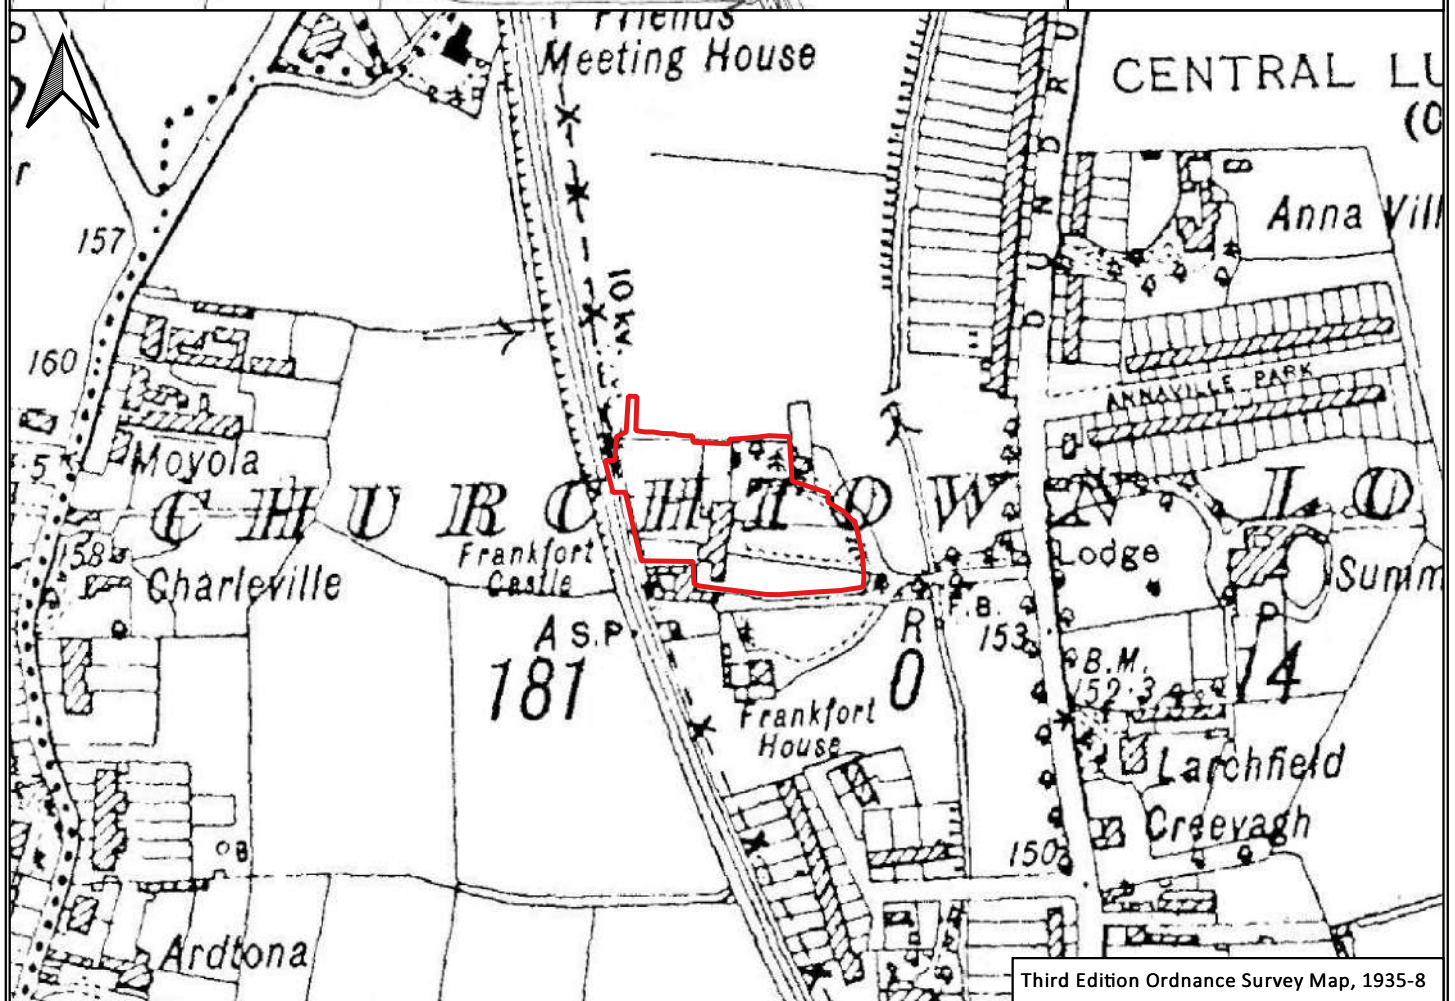 Friends
Meeting House
CENTRAL LU
(C
r
DUNDRU
157
Anna Vill
10 kV.
160
ANNAVILLE PARK
.5
Moyola
CHURCHTOWN LO
158
Frankfort
Castle
Lodge
Charleville
Summ
F.B.
A S.P.
R
P
153
181
0
14
B.M.
152.3
Frankfort
House
Larchfield
Creevagh
B
150
Ardtona
Third Edition Ordnance Survey Map, 1935-8